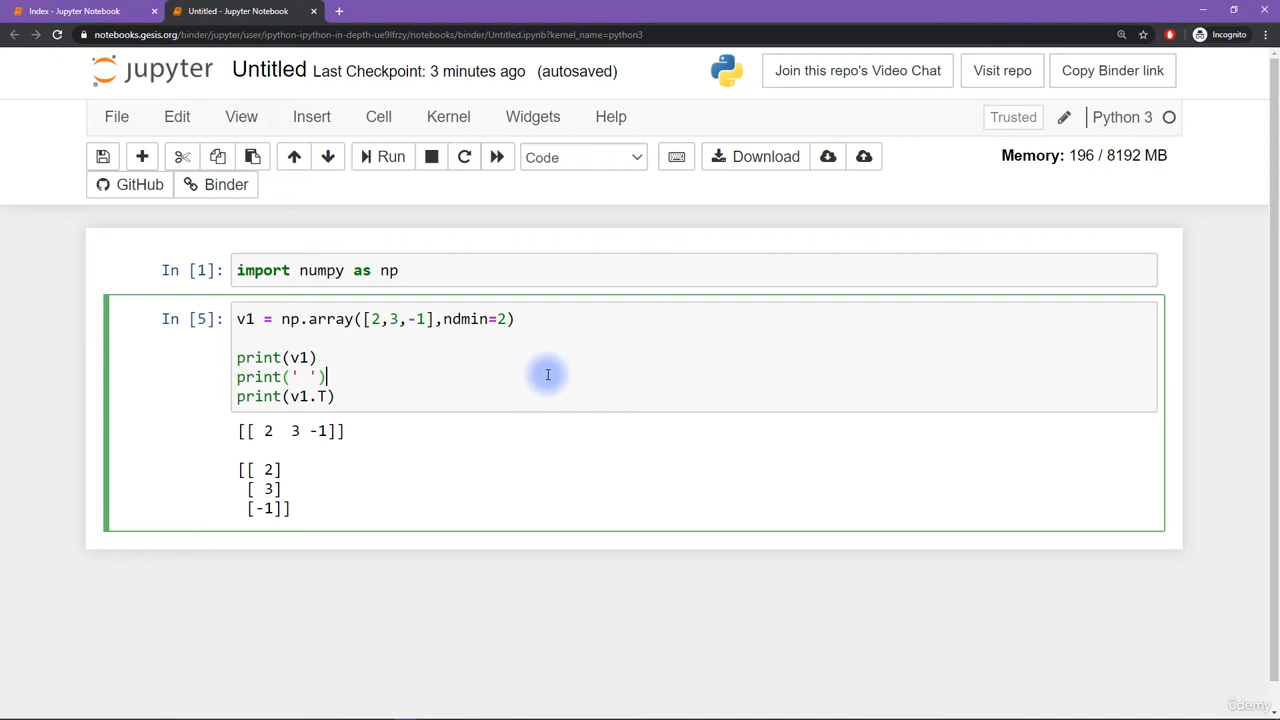 Index - Jupyter Notebook
Untitled - Jupyter Notebook
notebooks.gesis.org/binder/jupyter/user/ipython-ipython-in-depth-ue9lfrzy/notebooks/binder/Untitled.ipynb?kernel_name=python3
Incognito
jupyter Untitled Last Checkpoint: 3 minutes ago (autosaved)
Join this repo's Video Chat
Visit repo
Copy Binder link
File Edit View Insert Cell Kernel Widgets Help
Trusted
Python 3
Run
Code
Download
Memory: 196 / 8192 MB
GitHub
Binder
In [1]: import numpy as np
In [5]: v1 = np.array([2,3,-1],ndmin=2)
print(v1)
print(' ')
print(v1.T)
[[ 2  3 -1]]
[[ 2]
[ 3]
[-1]]
ûdemy